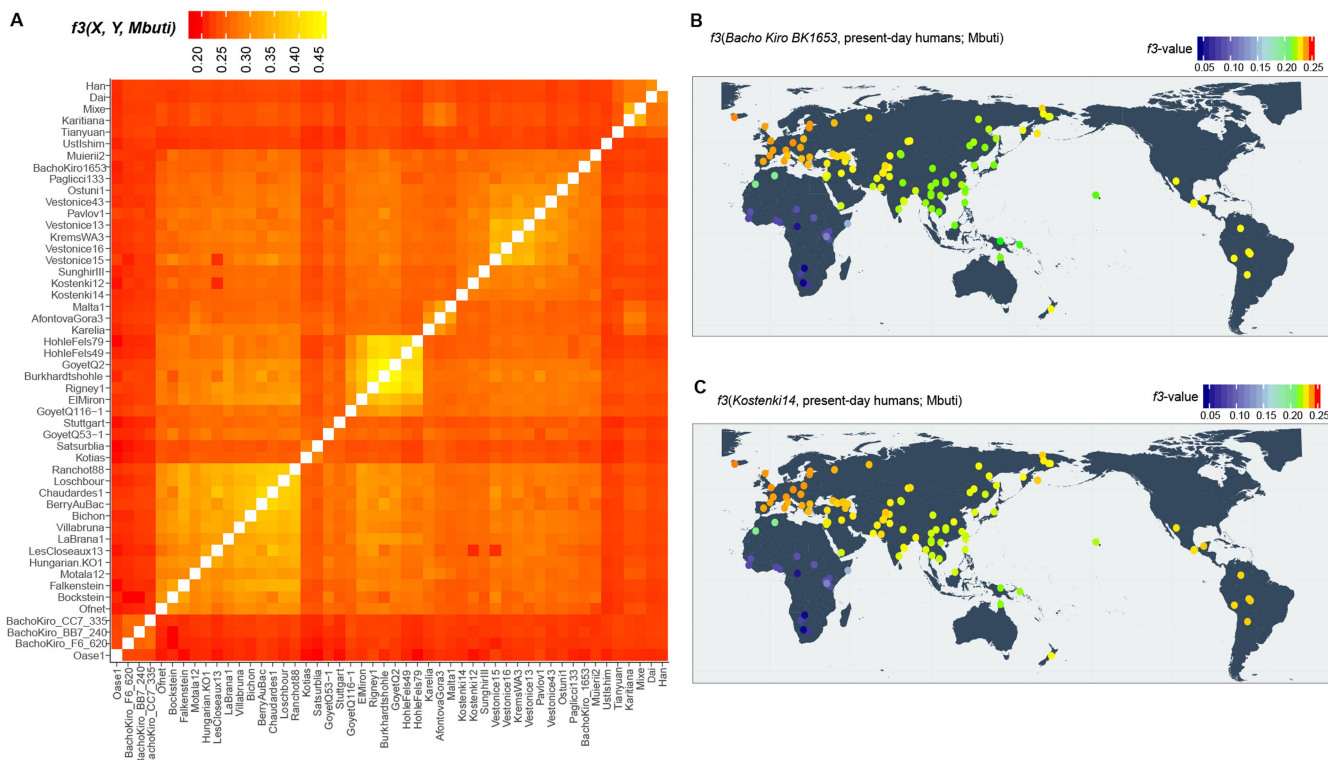 A
f3(X, Y, Mbuti)
0.20
0.25
0.30
0.35
0.40
0.45
Han
Dai
Mixe
Karitiana
Tianyuan
UstIshim
Muierii2
BachoKiro1653
Paglicci133
Ostuni1
Vestonice43
Pavlov1
Vestonice13
KremsWA3
Vestonice16
Vestonice15
SunghirIII
Kostenki12
Kostenki14
Malta1
AfontovaGora3
Karelia
HohleFels79
HohleFels49
GoyetQ2
Burkhardtshohle
Rigney1
ElMiron
GoyetQ116-1
Stuttgart
GoyetQ53-1
Satsurblia
Kotias
Ranchot88
Loschbour
Chaudardes1
BerryAuBac
Bichon
Villabruna
LaBrana1
LesCloseaux13
Hungarian.KO1
Motala12
Falkenstein
Bockstein
Ofnet
BachoKiro_CC7_335
BachoKiro_BB7_240
BachoKiro_F6_620
Oase1
Oase1
BachoKiro_F6_620
BachoKiro_BB7_240
BachoKiro_CC7_335
Ofnet
Bockstein
Falkenstein
Motala12
Hungarian.KO1
LesCloseaux13
LaBrana1
Villabruna
Bichon
BerryAuBac
Chaudardes1
Loschbour
Ranchot88
Kotias
Satsurblia
GoyetQ53-1
Stuttgart
GoyetQ116-1
ElMiron
Rigney1
Burkhardtshohle
GoyetQ2
HohleFels49
HohleFels79
Karelia
AfontovaGora3
Malta1
Kostenki14
Kostenki12
SunghirIII
Vestonice15
Vestonice16
KremsWA3
Vestonice13
Pavlov1
Vestonice43
Ostuni1
Paglicci133
BachoKiro_1653
Muierii2
UstIshim
Tianyuan
Karitiana
Mixe
Dai
Han
B
f3(Bacho Kiro BK1653, present-day humans; Mbuti)
f3-value
0.05 0.10 0.15 0.20 0.25
C
f3(Kostenki14, present-day humans; Mbuti)
f3-value
0.05 0.10 0.15 0.20 0.25